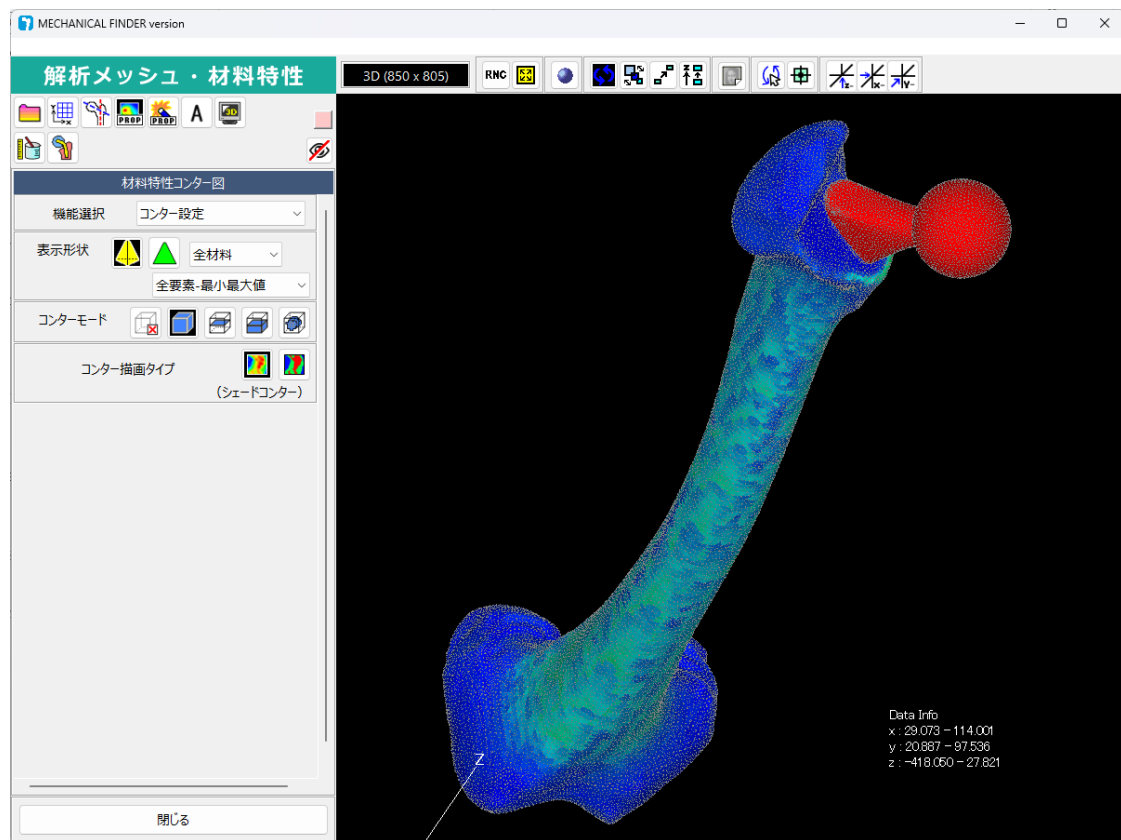 MECHANICAL FINDER version
解析メッシュ・材料特性
3D (850 x 805)
RNC
PROP
PROP
A
3D
材料特性コンター図
機能選択
コンター設定
表示形状
全材料
全要素-最小最大値
コンターモード
コンター描画タイプ
(シェードコンター)
閉じる
Z
Data Info
x : 29.073 - 114.001
y : 20.887 - 97.536
z : -418.050 - 27.821